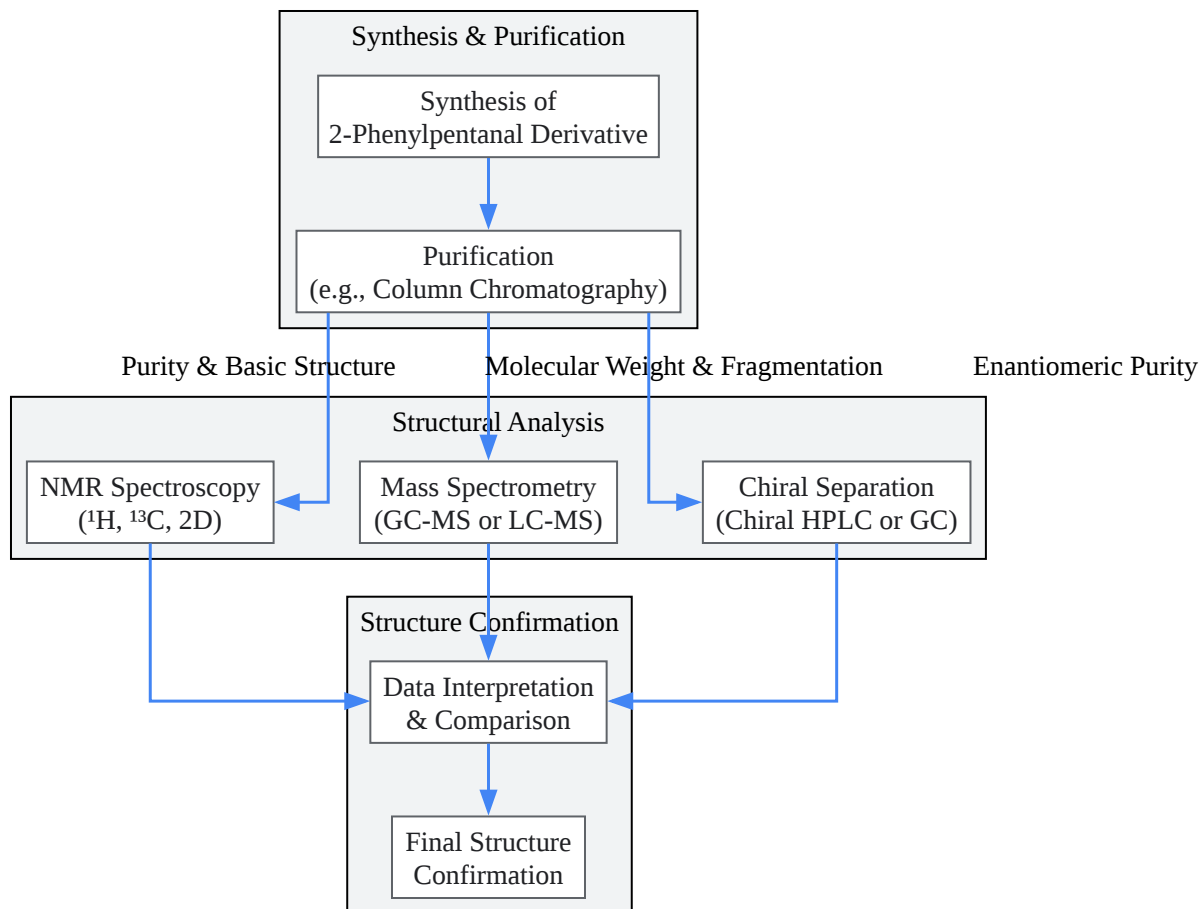 Synthesis & Purification
Synthesis of
2-Phenylpentanal Derivative
Purification
(e.g., Column Chromatography)
Purity & Basic Structure
Molecular Weight & Fragmentation
Enantiomeric Purity
Structural Analysis
NMR Spectroscopy
(¹H, ¹³C, 2D)
Mass Spectrometry
(GC-MS or LC-MS)
Chiral Separation
(Chiral HPLC or GC)
Structure Confirmation
Data Interpretation
& Comparison
Final Structure
Confirmation